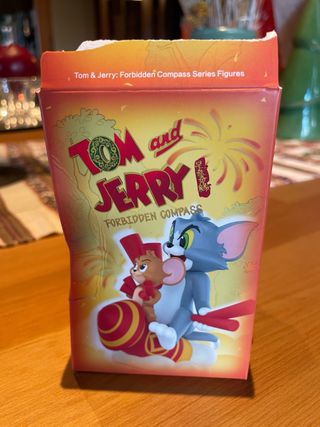 Tom & Jerry: Forbidden Compass Series Figures
TOM and
JERRY
FORBIDDEN COMPASS